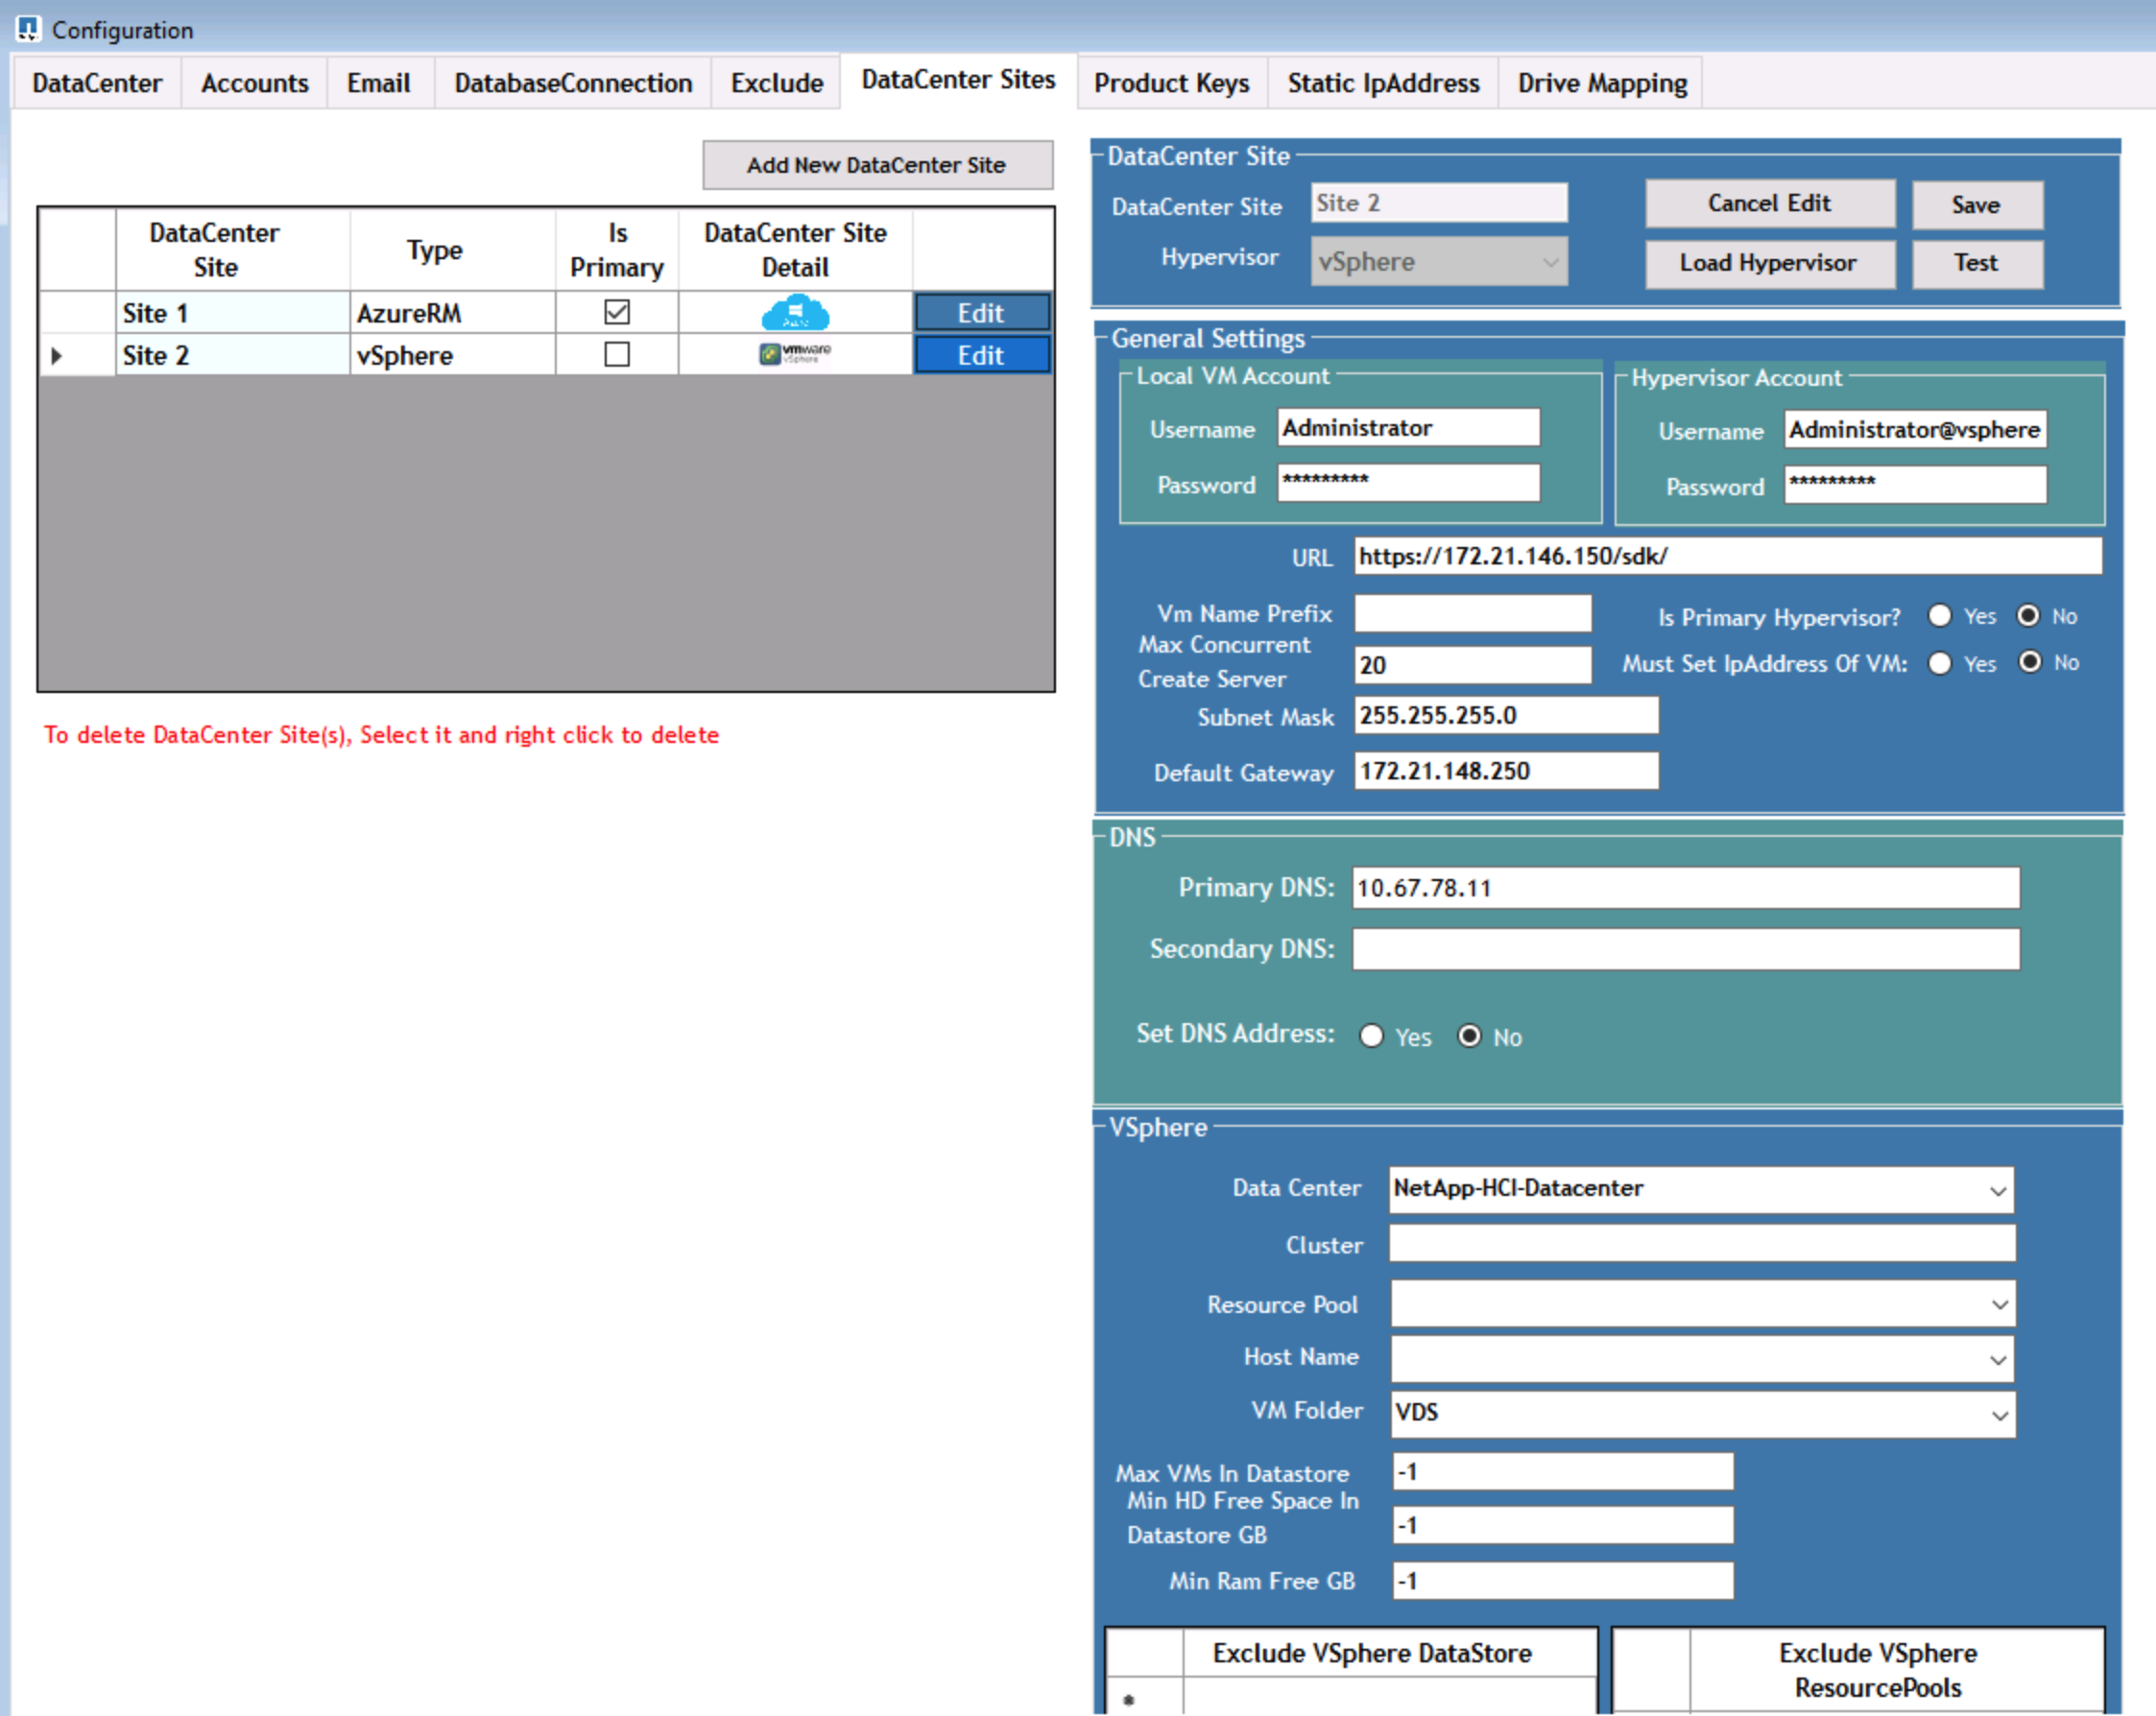 Configuration
DataCenter Accounts Email DatabaseConnection Exclude DataCenter Sites Product Keys Static IpAddress Drive Mapping
Add New DataCenter Site
DataCenter Site
Type
Is Primary
DataCenter Site Detail
Site 1 AzureRM Edit
Site 2 vSphere vmware vSphere Edit
To delete DataCenter Site(s), Select it and right click to delete
DataCenter Site
DataCenter Site Site 2 Cancel Edit Save
Hypervisor vSphere Load Hypervisor Test
General Settings
Local VM Account
Username Administrator
Password *********
Hypervisor Account
Username Administrator@vsphere
Password *********
URL https://172.21.146.150/sdk/
Vm Name Prefix
Is Primary Hypervisor? Yes No
Max Concurrent
Create Server 20
Must Set IpAddress Of VM: Yes No
Subnet Mask 255.255.255.0
Default Gateway 172.21.148.250
DNS
Primary DNS: 10.67.78.11
Secondary DNS:
Set DNS Address: Yes No
VSphere
Data Center NetApp-HCI-Datacenter
Cluster
Resource Pool
Host Name
VM Folder VDS
Max VMs In Datastore -1
Min HD Free Space In
Datastore GB -1
Min Ram Free GB -1
Exclude VSphere DataStore
*
Exclude VSphere
ResourcePools